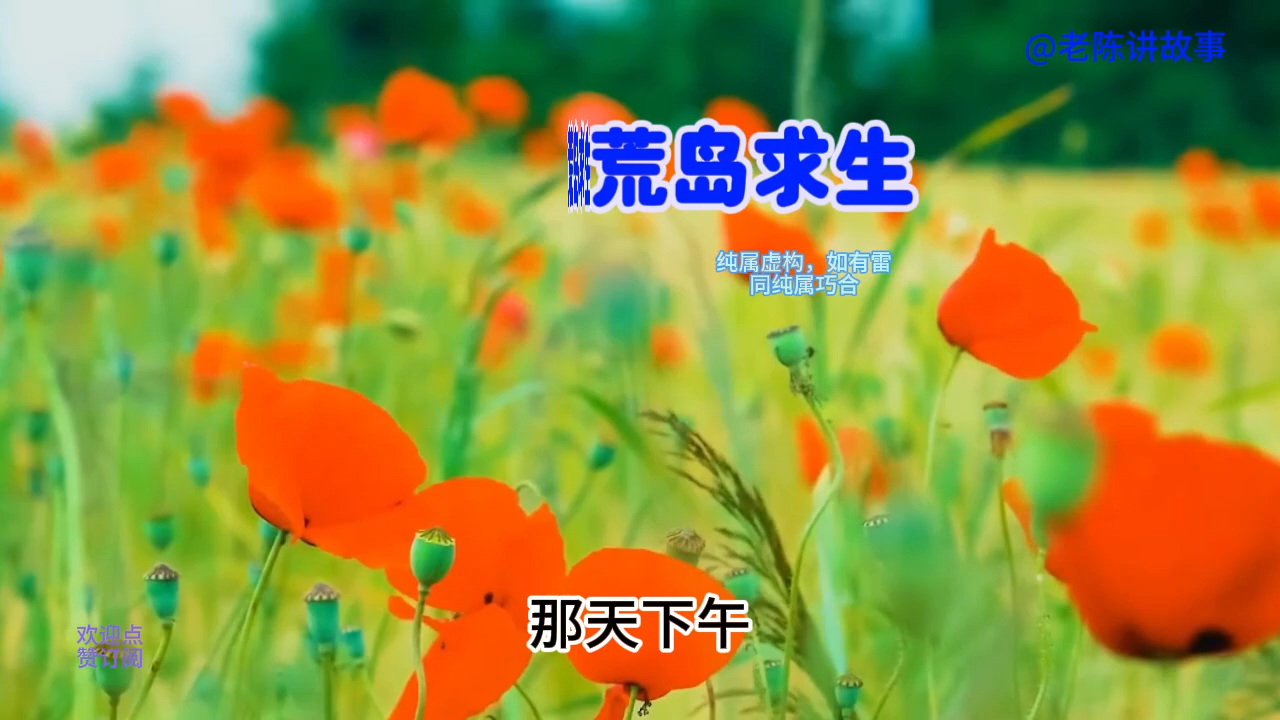 @老陈讲故事
荒岛求生
纯属虚构，如有雷
同纯属巧合
那天下午
欢迎点
赞订阅